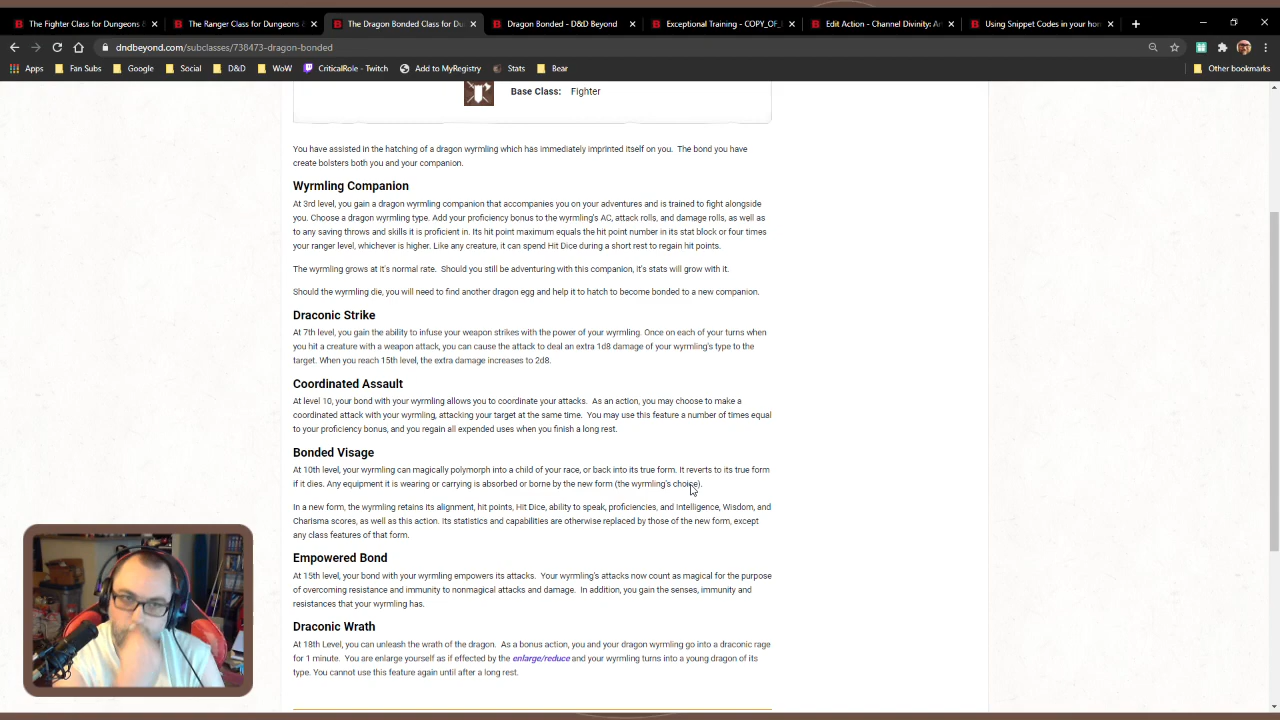 The Fighter Class for Dungeons &
The Ranger Class for Dungeons &
The Dragon Bonded Class for Du
Dragon Bonded - D&D Beyond
Exceptional Training - COPY_OF_
Edit Action - Channel Divinity: A
Using Snippet Codes in your ho
dndbeyond.com/subclasses/738473-dragon-bonded
Apps
Fan Subs
Google
Social
D&D
WoW
CriticalRole - Twitch
Add to MyRegistry
Stats
Bear
Other bookmarks
Base Class: Fighter
You have assisted in the hatching of a dragon wyrmling which has immediately imprinted itself on you. The bond you have
create bolsters both you and your companion.
Wyrmling Companion
At 3rd level, you gain a dragon wyrmling companion that accompanies you on your adventures and is trained to fight alongside
you. Choose a dragon wyrmling type. Add your proficiency bonus to the wyrmling's AC, attack rolls, and damage rolls, as well as
to any saving throws and skills it is proficient in. Its hit point maximum equals the hit point number in its stat block or four times
your ranger level, whichever is higher. Like any creature, it can spend Hit Dice during a short rest to regain hit points.
The wyrmling grows at it's normal rate. Should you still be adventuring with this companion, it's stats will grow with it.
Should the wyrmling die, you will need to find another dragon egg and help it to hatch to become bonded to a new companion.
Draconic Strike
At 7th level, you gain the ability to infuse your weapon strikes with the power of your wyrmling. Once on each of your turns when
you hit a creature with a weapon attack, you can cause the attack to deal an extra 1d8 damage of your wyrmling's type to the
target. When you reach 15th level, the extra damage increases to 2d8.
Coordinated Assault
At level 10, your bond with your wyrmling allows you to coordinate your attacks. As an action, you may choose to make a
coordinated attack with your wyrmling, attacking your target at the same time. You may use this feature a number of times equal
to your proficiency bonus, and you regain all expended uses when you finish a long rest.
Bonded Visage
At 10th level, your wyrmling can magically polymorph into a child of your race, or back into its true form. It reverts to its true form
if it dies. Any equipment it is wearing or carrying is absorbed or borne by the new form (the wyrmling's choice).
In a new form, the wyrmling retains its alignment, hit points, Hit Dice, ability to speak, proficiencies, and Intelligence, Wisdom, and
Charisma scores, as well as this action. Its statistics and capabilities are otherwise replaced by those of the new form, except
any class features of that form.
Empowered Bond
At 15th level, your bond with your wyrmling empowers its attacks. Your wyrmling's attacks now count as magical for the purpose
of overcoming resistance and immunity to nonmagical attacks and damage. In addition, you gain the senses, immunity and
resistances that your wyrmling has.
Draconic Wrath
At 18th Level, you can unleash the wrath of the dragon. As a bonus action, you and your dragon wyrmling go into a draconic rage
for 1 minute. You are enlarge yourself as if effected by the enlarge/reduce and your wyrmling turns into a young dragon of its
type. You cannot use this feature again until after a long rest.